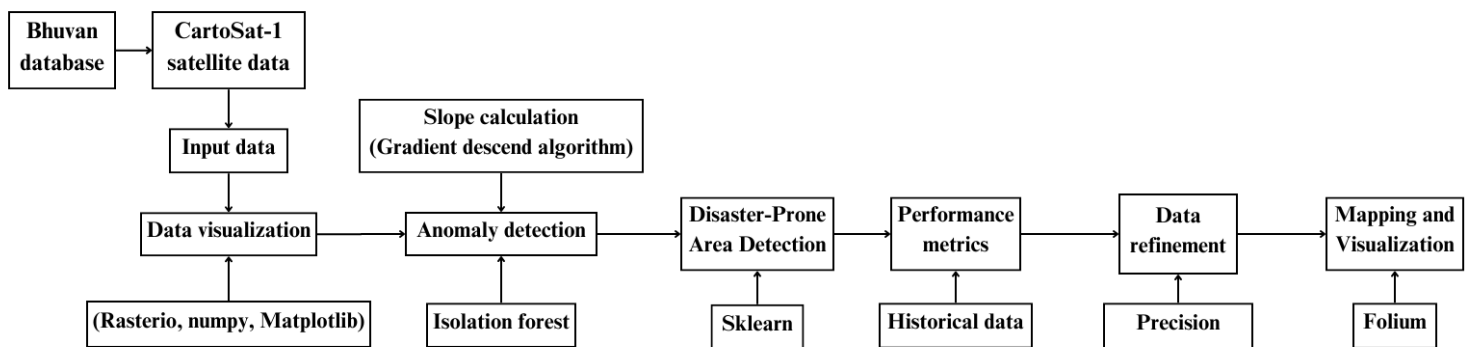 Bhuvan
database
CartoSat-1
satellite data
Input data
Slope calculation
(Gradient descend algorithm)
Data visualization
Anomaly detection
Disaster-Prone
Area Detection
Performance
metrics
Data
refinement
Mapping and
Visualization
(Rasterio, numpy, Matplotlib)
Isolation forest
Sklearn
Historical data
Precision
Folium